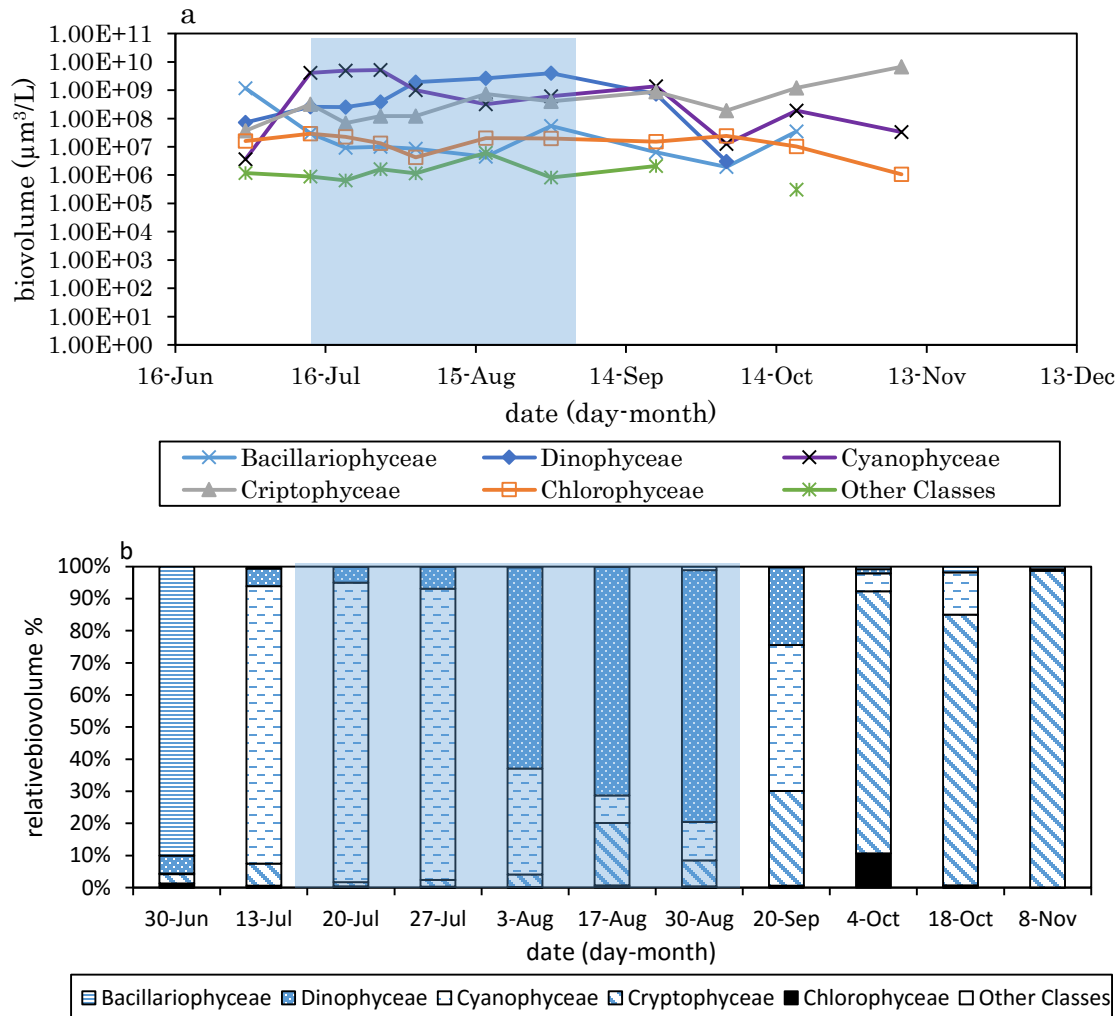 a
1.00E+11
1.00E+10
1.00E+09
1.00E+08
1.00E+07
1.00E+06
1.00E+05
1.00E+04
1.00E+03
1.00E+02
1.00E+01
1.00E+00
biovolume (µm³/L)
16-Jun 16-Jul 15-Aug 14-Sep 14-Oct 13-Nov 13-Dec
date (day-month)
Bacillariophyceae Dinophyceae Cyanophyceae
Criptophyceae Chlorophyceae Other Classes
b
100%
90%
80%
70%
60%
50%
40%
30%
20%
10%
0%
relativebiovolume %
30-Jun 13-Jul 20-Jul 27-Jul 3-Aug 17-Aug 30-Aug 20-Sep 4-Oct 18-Oct 8-Nov
date (day-month)
Bacillariophyceae Dinophyceae Cyanophyceae Cryptophyceae Chlorophyceae Other Classes